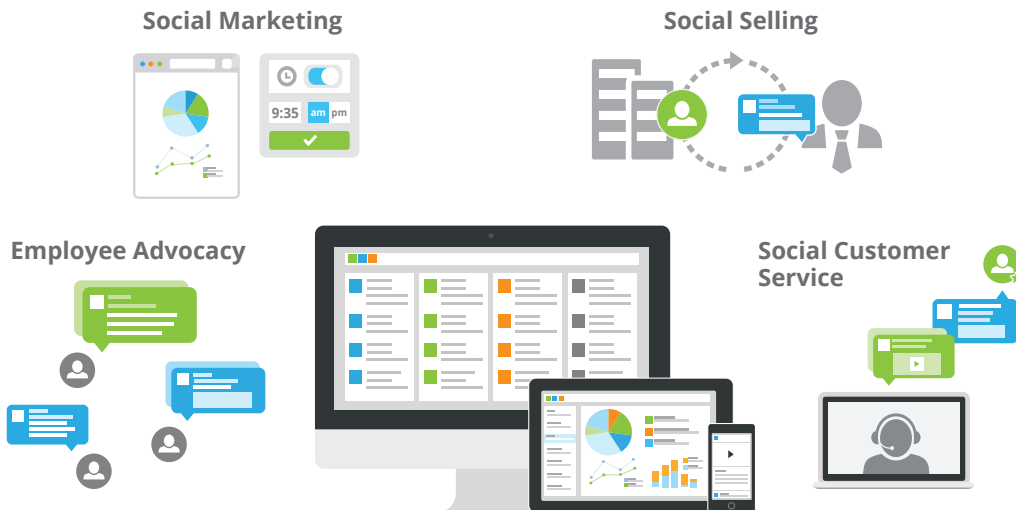 Social Marketing
Social Selling
9:35 am pm
Employee Advocacy
Social Customer
Service